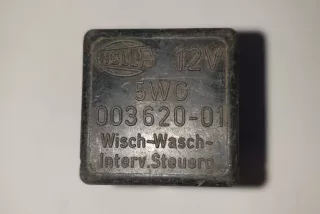 HELLA 12V
5WG
003620-01
Wisch-Wasch-
Interv.Steuerg